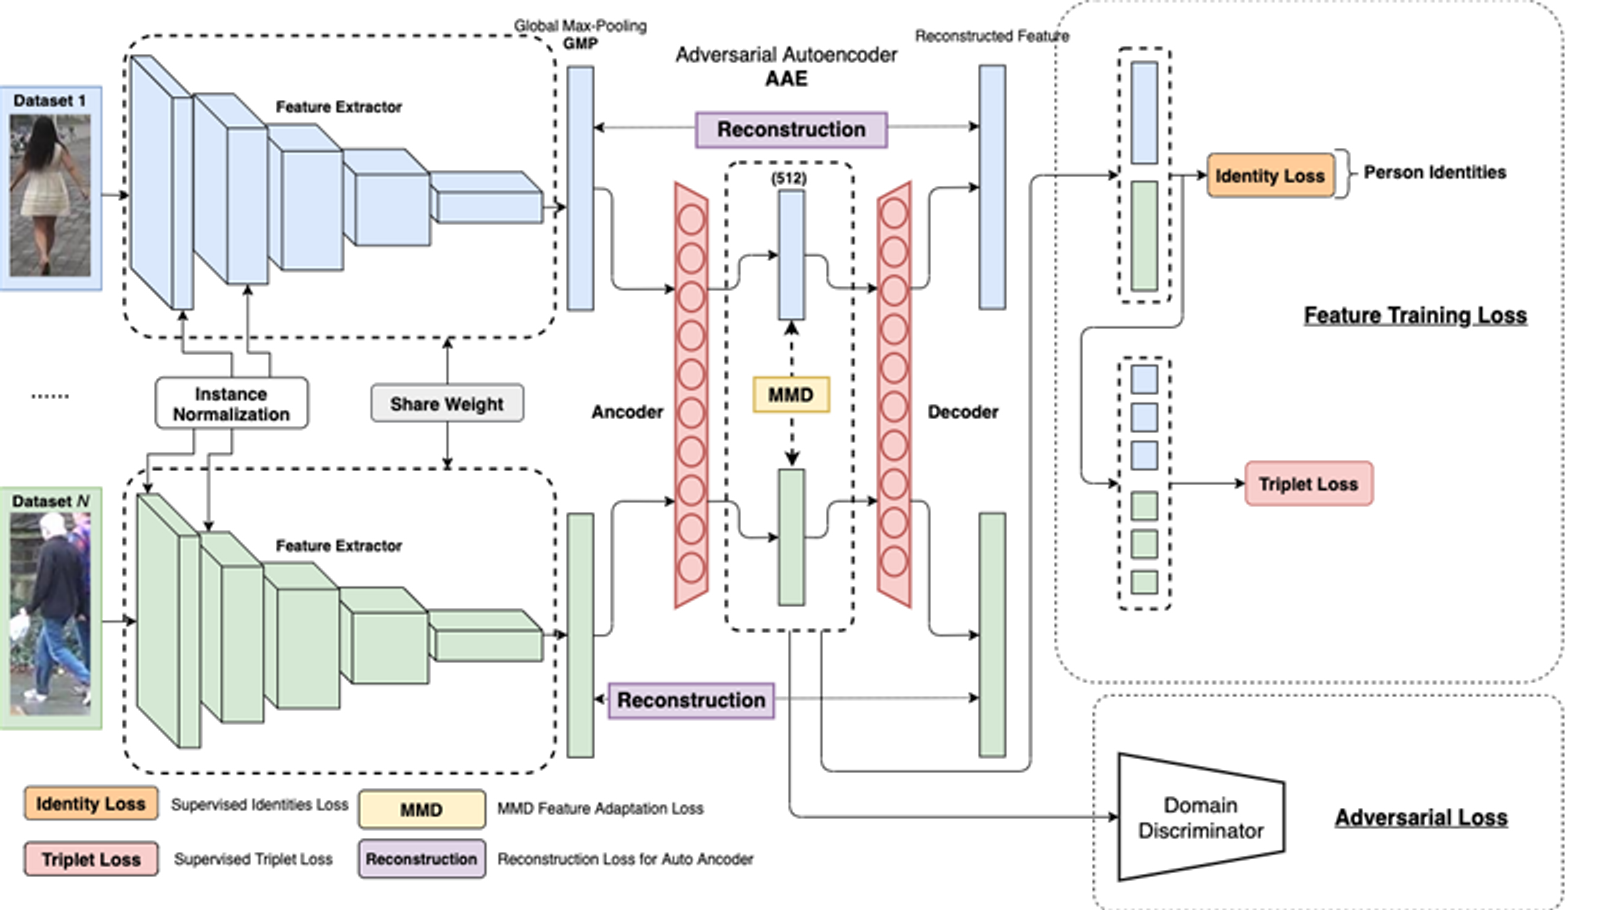 Global Max-Pooling
GMP
Adversarial Autoencoder
AAE
Reconstructed Feature
Dataset 1
Feature Extractor
Reconstruction
(512)
Identity Loss
Person Identities
Feature Training Loss
......
Instance
Normalization
Share Weight
Ancoder
MMD
Decoder
Triplet Loss
Dataset N
Feature Extractor
Reconstruction
Domain
Discriminator
Adversarial Loss
Identity Loss
Supervised Identities Loss
MMD
MMD Feature Adaptation Loss
Triplet Loss
Supervised Triplet Loss
Reconstruction
Reconstruction Loss for Auto Ancoder